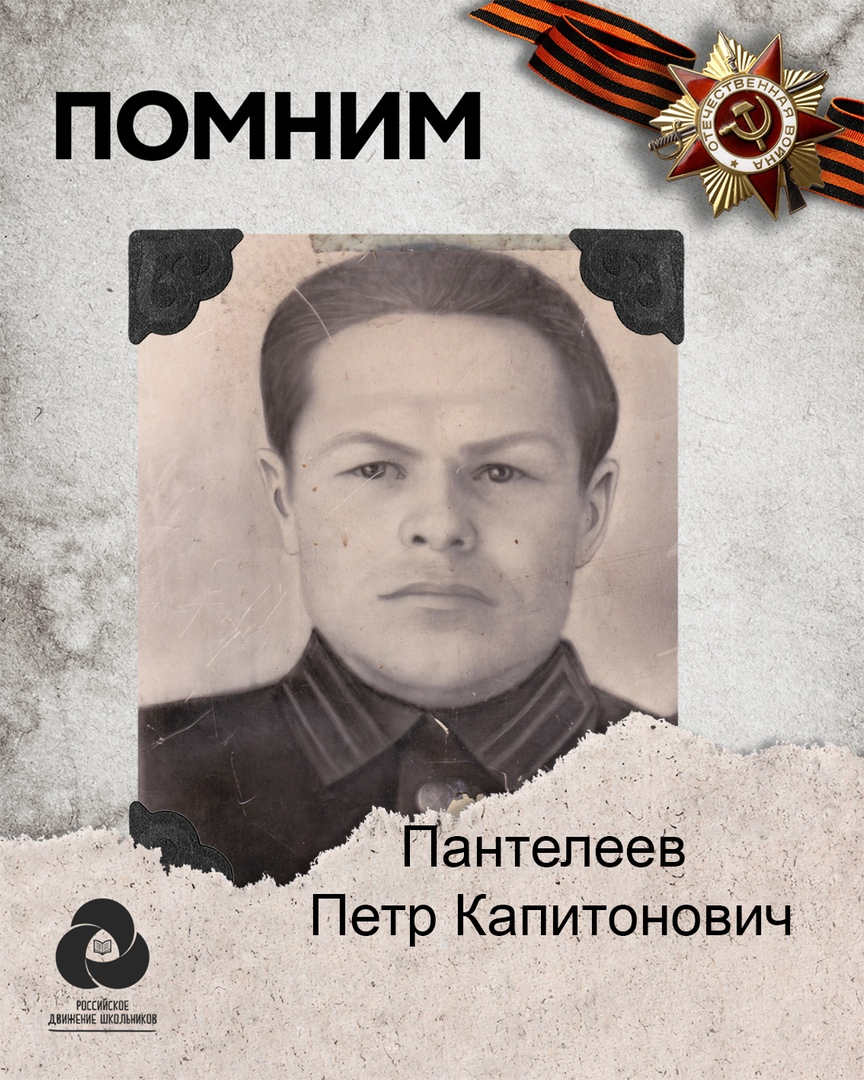 ПОМНИМ
ОТЕЧЕСТВЕННАЯ ВОЙНА
Пантелеев
Петр Капитонович
РОССИЙСКОЕ
ДВИЖЕНИЕ ШКОЛЬНИКОВ